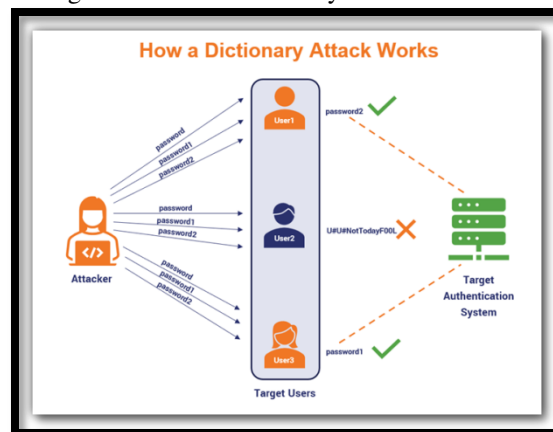 How a Dictionary Attack Works
password
password1
password2
User1
password2
password
password1
password2
User2
U#U#NotTodayF00L
Attacker
</>
Target
Authentication
System
password
password1
password2
User3
password1
Target Users